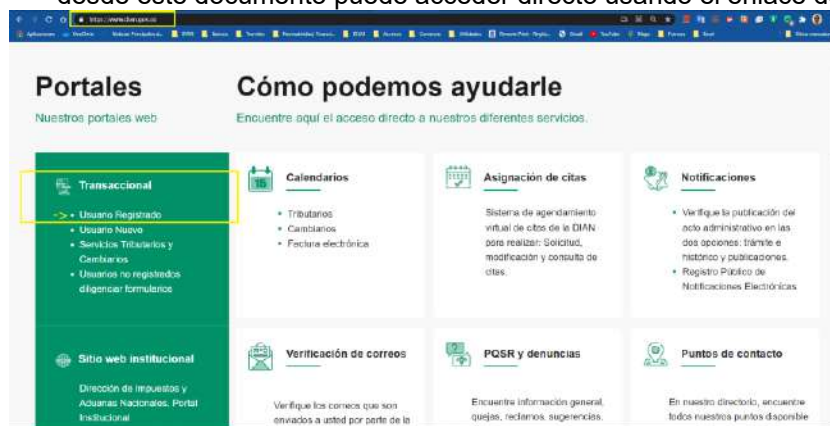 desde este documento puede acceder directo usando el enlace d
https://www.dian.gov.co
Portales
Nuestros portales web
Cómo podemos ayudarle
Encuentre aquí el acceso directo a nuestros diferentes servicios.
Transaccional
-> • Usuario Registrado
• Usuario Nuevo
• Servicios Tributarios y
Cambiarios
• Usuarios no registrados
diligenciar formularios
Calendarios
• Tributarios
• Cambiarios
• Factura electrónica
Asignación de citas
Sistema de agendamiento
virtual de citas de la DIAN
para realizar: Solicitud,
modificación y consulta de
citas.
Notificaciones
• Verifique la publicación del
acto administrativo en las
dos opciones: trámite e
histórico y publicaciones.
• Registro Público de
Notificaciones Electrónicas
Sitio web institucional
Dirección de Impuestos y
Aduanas Nacionales. Portal
Institucional
Verificación de correos
Verifique los correos que son
enviados a usted por parte de la
PQSR y denuncias
Encuentre información general,
quejas, reclamos, sugerencias,
Puntos de contacto
En nuestro directorio, encuentre
todos nuestros puntos disponible